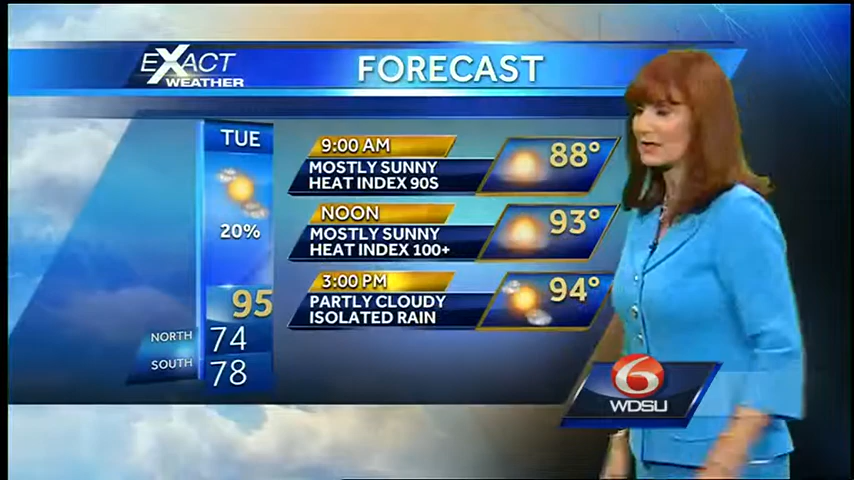 EXACT
WEATHER
FORECAST
TUE
20%
95
NORTH 74
SOUTH 78
9:00 AM
MOSTLY SUNNY
HEAT INDEX 90S
88°
NOON
MOSTLY SUNNY
HEAT INDEX 100+
93°
3:00 PM
PARTLY CLOUDY
ISOLATED RAIN
94°
6
WDSU